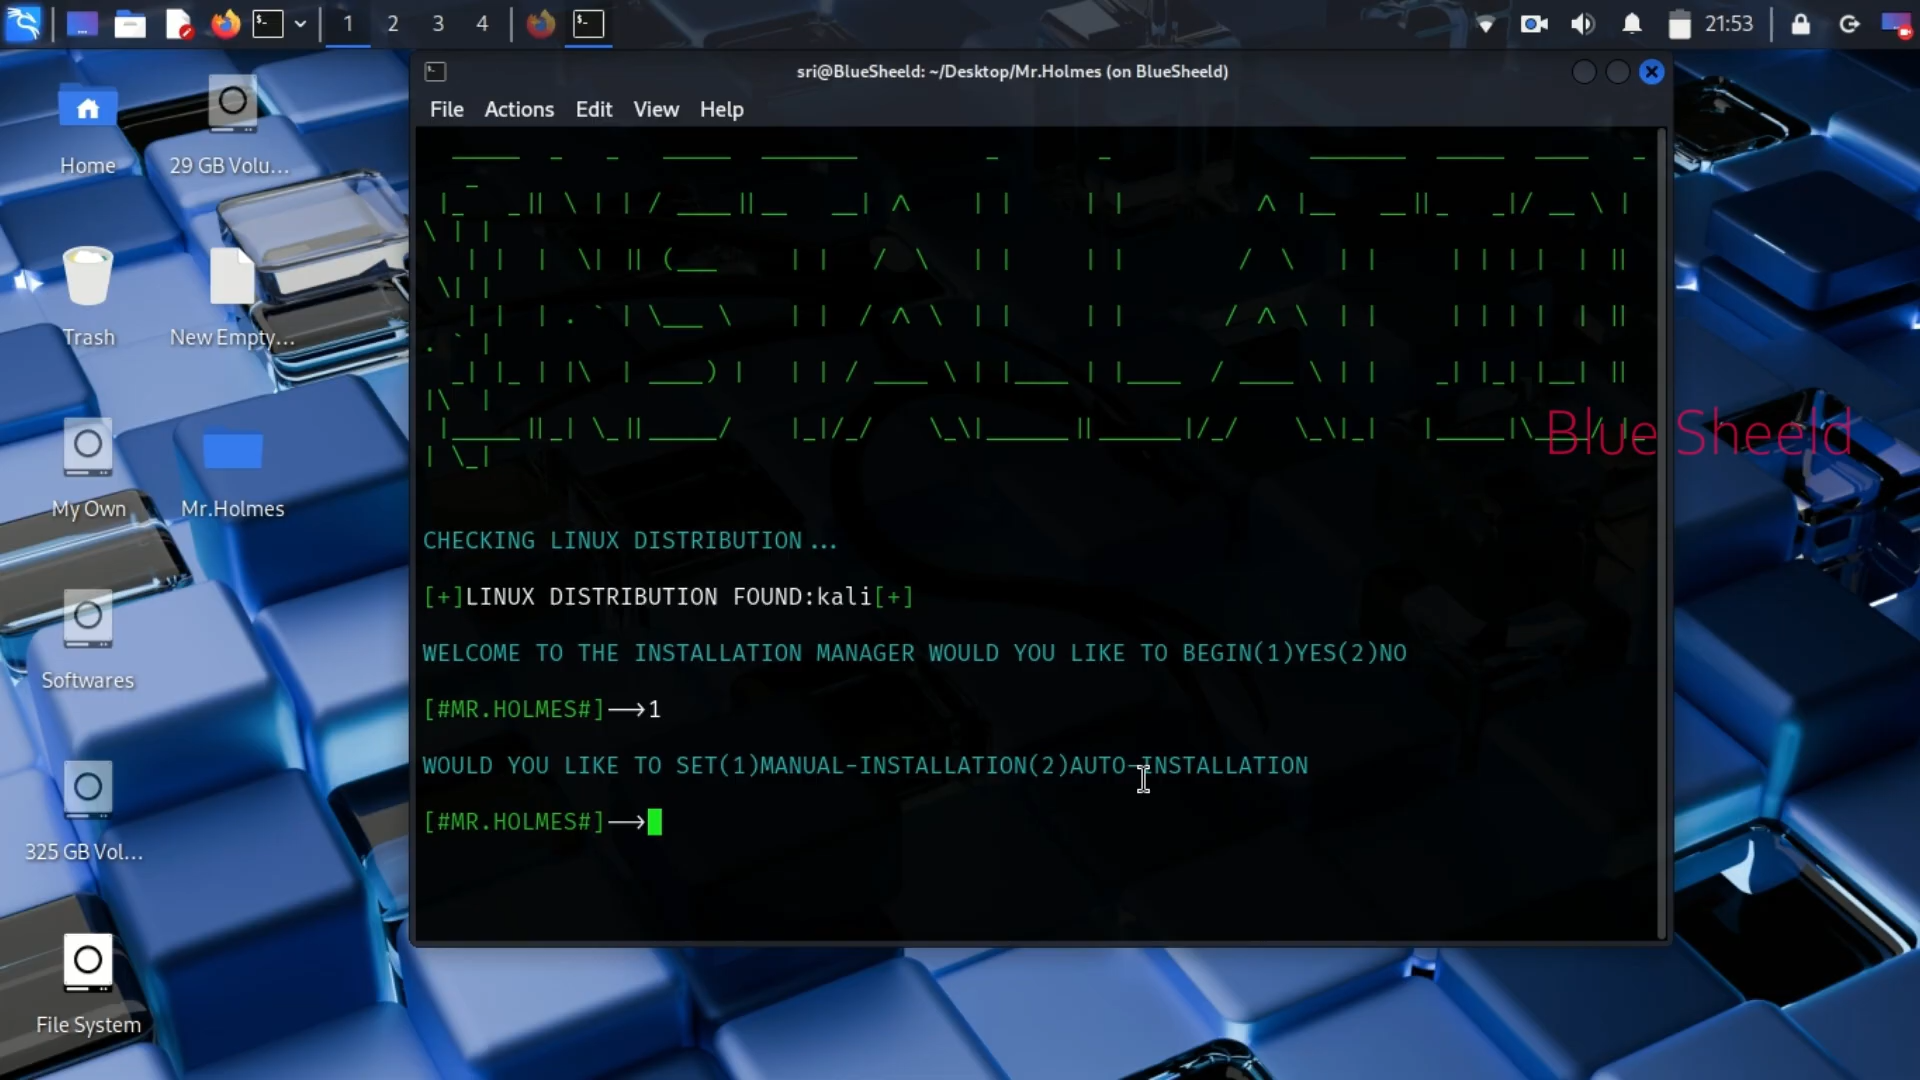 1 2 3 4
21:53
sri@BlueSheeld: ~/Desktop/Mr.Holmes (on BlueSheeld)
File Actions Edit View Help
Home
29 GB Volu...
Trash
New Empty...
My Own
Mr.Holmes
Softwares
325 GB Vol...
File System
INSTALLATION
CHECKING LINUX DISTRIBUTION...
[+]LINUX DISTRIBUTION FOUND:kali[+]
WELCOME TO THE INSTALLATION MANAGER WOULD YOU LIKE TO BEGIN(1)YES(2)NO
[#MR.HOLMES#]-->1
WOULD YOU LIKE TO SET(1)MANUAL-INSTALLATION(2)AUTO-INSTALLATION
[#MR.HOLMES#]-->
Blue Sheeld